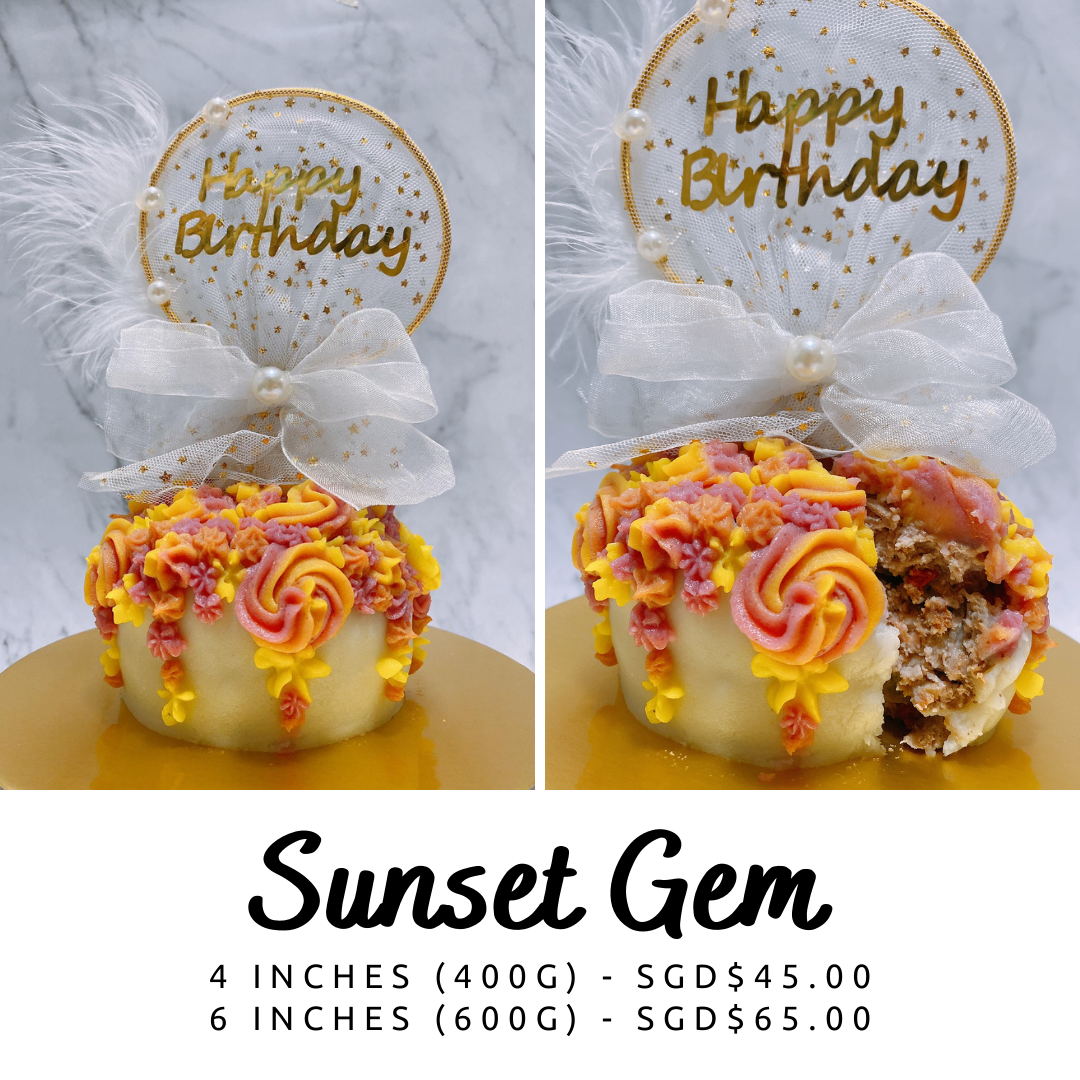 Happy
Birthday
Happy
Birthday
Sunset Gem
4 INCHES (400G) - SGD$45.00
6 INCHES (600G) - SGD$65.00